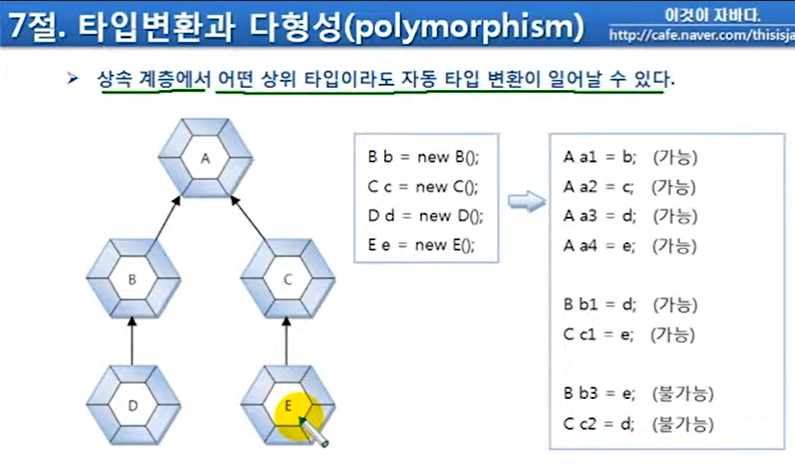 7절. 타입변환과 다형성(polymorphism)
이것이 자바다.
http://cafe.naver.com/thisisja
➢ 상속 계층에서 어떤 상위 타입이라도 자동 타입 변환이 일어날 수 있다.
A
B
C
D
E
B b = new B();
C c = new C();
D d = new D();
E e = new E();
A a1 = b; (가능)
A a2 = c; (가능)
A a3 = d; (가능)
A a4 = e; (가능)
B b1 = d; (가능)
C c1 = e; (가능)
B b3 = e; (불가능)
C c2 = d; (불가능)